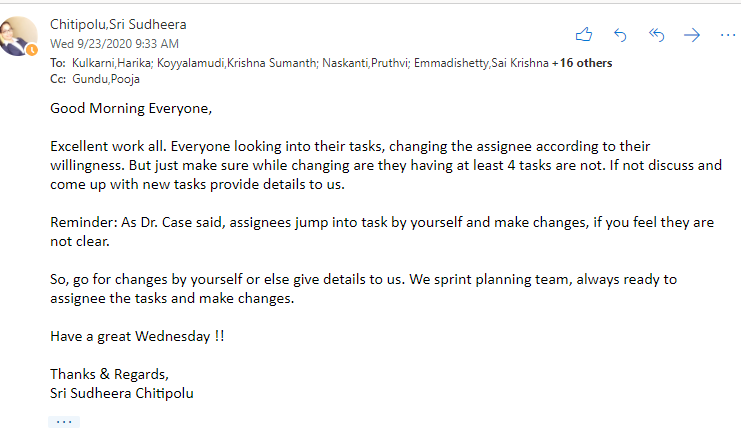 Chitipolu,Sri Sudheera
Wed 9/23/2020 9:33 AM
To: Kulkarni,Harika; Koyyalamudi,Krishna Sumanth; Naskanti,Pruthvi; Emmadishetty,Sai Krishna +16 others
Cc: Gundu,Pooja
Good Morning Everyone,
Excellent work all. Everyone looking into their tasks, changing the assignee according to their
willingness. But just make sure while changing are they having at least 4 tasks are not. If not discuss and
come up with new tasks provide details to us.
Reminder: As Dr. Case said, assignees jump into task by yourself and make changes, if you feel they are
not clear.
So, go for changes by yourself or else give details to us. We sprint planning team, always ready to
assignee the tasks and make changes.
Have a great Wednesday !!
Thanks & Regards,
Sri Sudheera Chitipolu